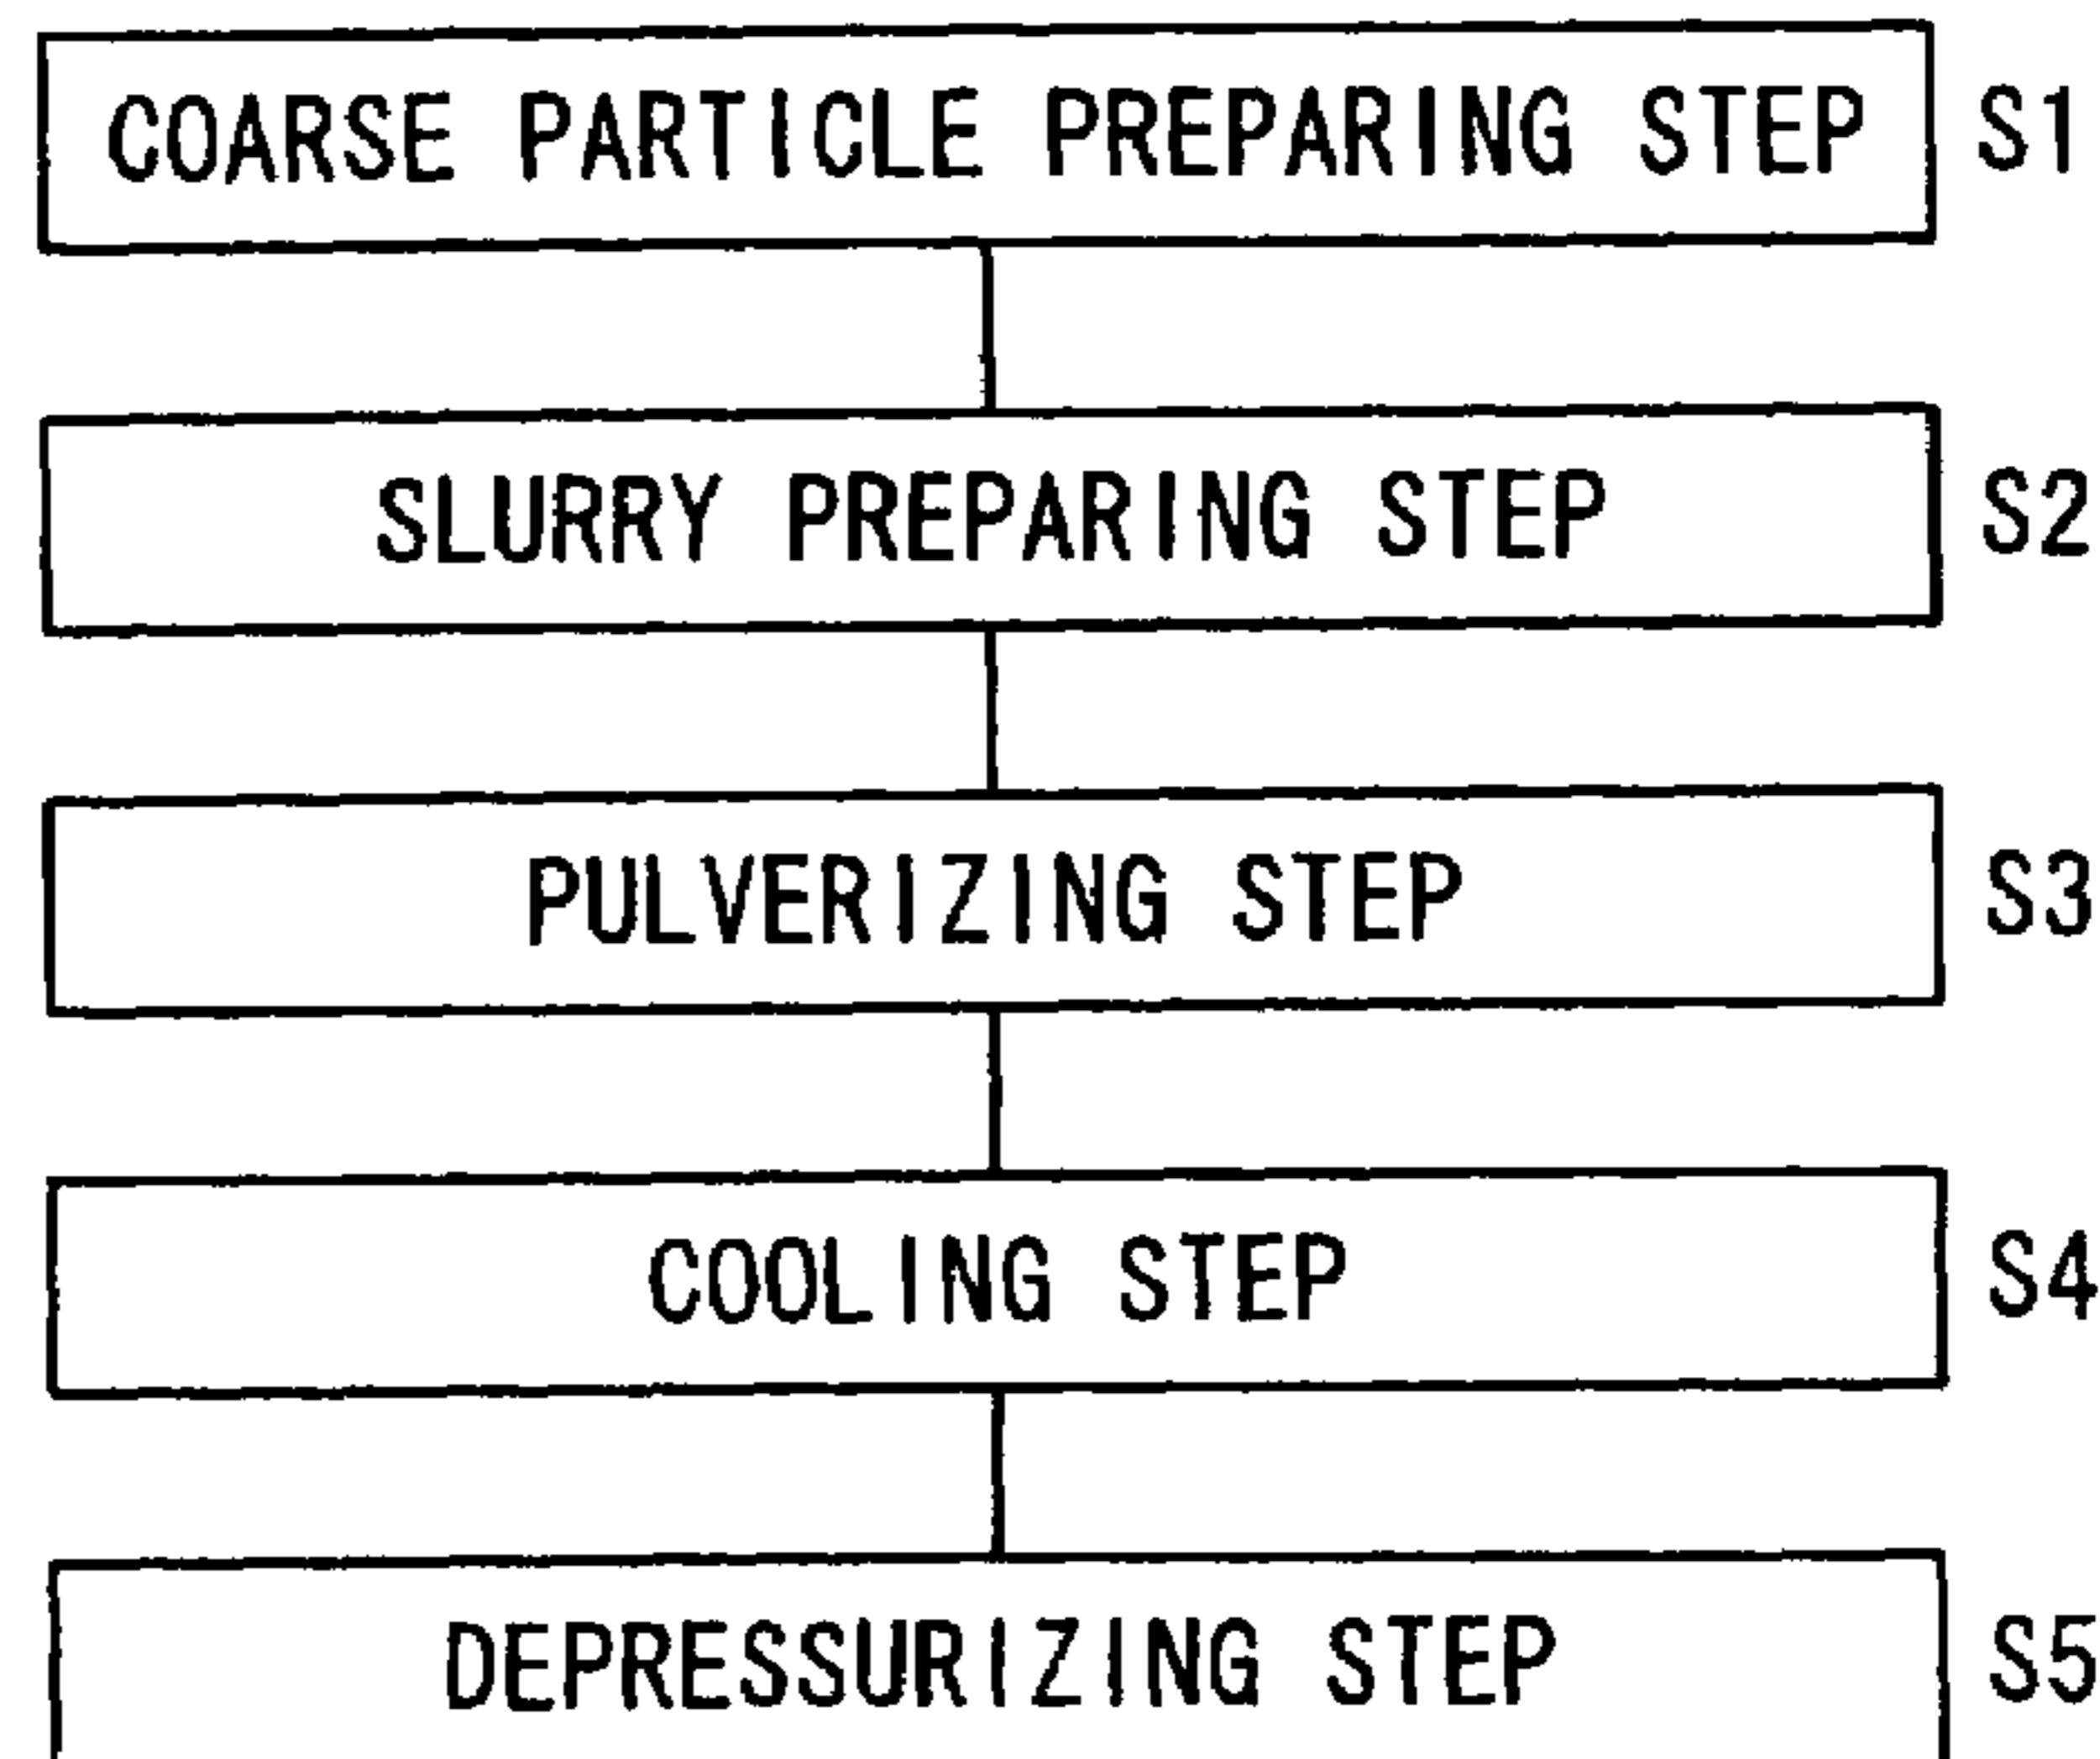 COARSE PARTICLE PREPARING STEP S1
SLURRY PREPARING STEP S2
PULVERIZING STEP S3
COOLING STEP S4
DEPRESSURIZING STEP S5